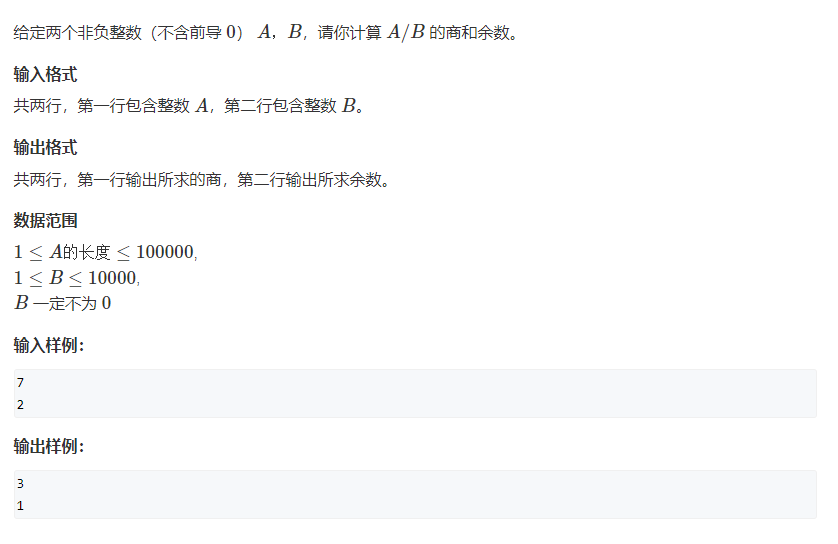 给定两个非负整数（不含前导 0） A，B，请你计算 A/B 的商和余数。
输入格式
共两行，第一行包含整数 A，第二行包含整数 B。
输出格式
共两行，第一行输出所求的商，第二行输出所求余数。
数据范围
1 ≤ A的长度 ≤ 100000,
1 ≤ B ≤ 10000,
B 一定不为 0
输入样例：
7
2
输出样例：
3
1